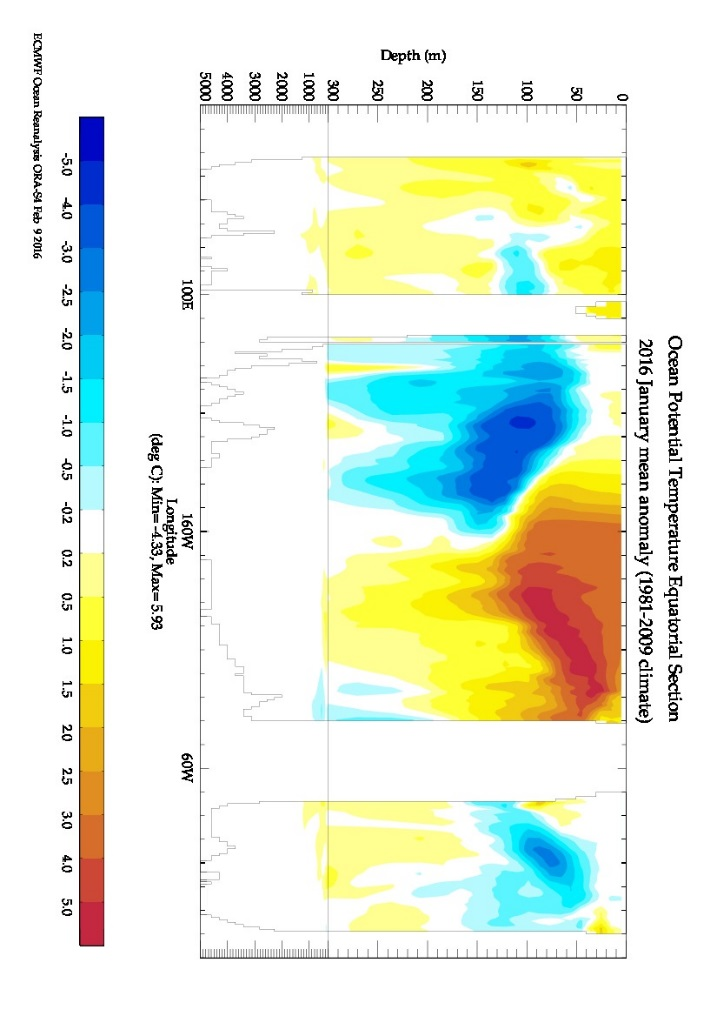 Ocean Potential Temperature Equatorial Section
2016 January mean anomaly (1981-2009 climate)
Depth (m)
0
50
100
150
200
250
300
1000
2000
3000
4000
5000
100E
160W
60W
Longitude
(deg C): Min= -4.33, Max= 5.93
-5.0 -4.0 -3.0 -2.5 -2.0 -1.5 -1.0 -0.5 -0.2 0.2 0.5 1.0 1.5 2.0 2.5 3.0 4.0 5.0
ECMWF Ocean Reanalysis ORA-S4 Feb 9 2016